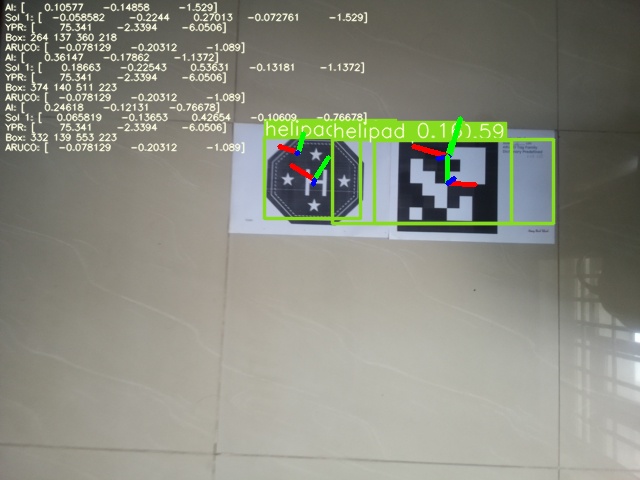 AI: [ 0.10577 −0.14858 −1.529]
Sol 1: [ −0.058582 −0.2244 0.27013 −0.072761 −1.529]
YPR: [ 75.341 −2.3394 −6.0506]
Box: 264 137 360 218
ARUCO: [ −0.078129 −0.20312 −1.089]
AI: [ 0.36147 −0.17862 −1.1372]
Sol 1: [ 0.18663 −0.22543 0.53631 −0.13181 −1.1372]
YPR: [ 75.341 −2.3394 −6.0506]
Box: 374 140 511 223
ARUCO: [ −0.078129 −0.20312 −1.089]
AI: [ 0.24618 −0.12131 −0.76678]
Sol 1: [ 0.065819 −0.13653 0.42654 −0.10609 −0.76678]
YPR: [ 75.341 −2.3394 −6.0506]
Box: 332 139 553 223
ARUCO: [ −0.078129 −0.20312 −1.089]
helipad 0.59
H